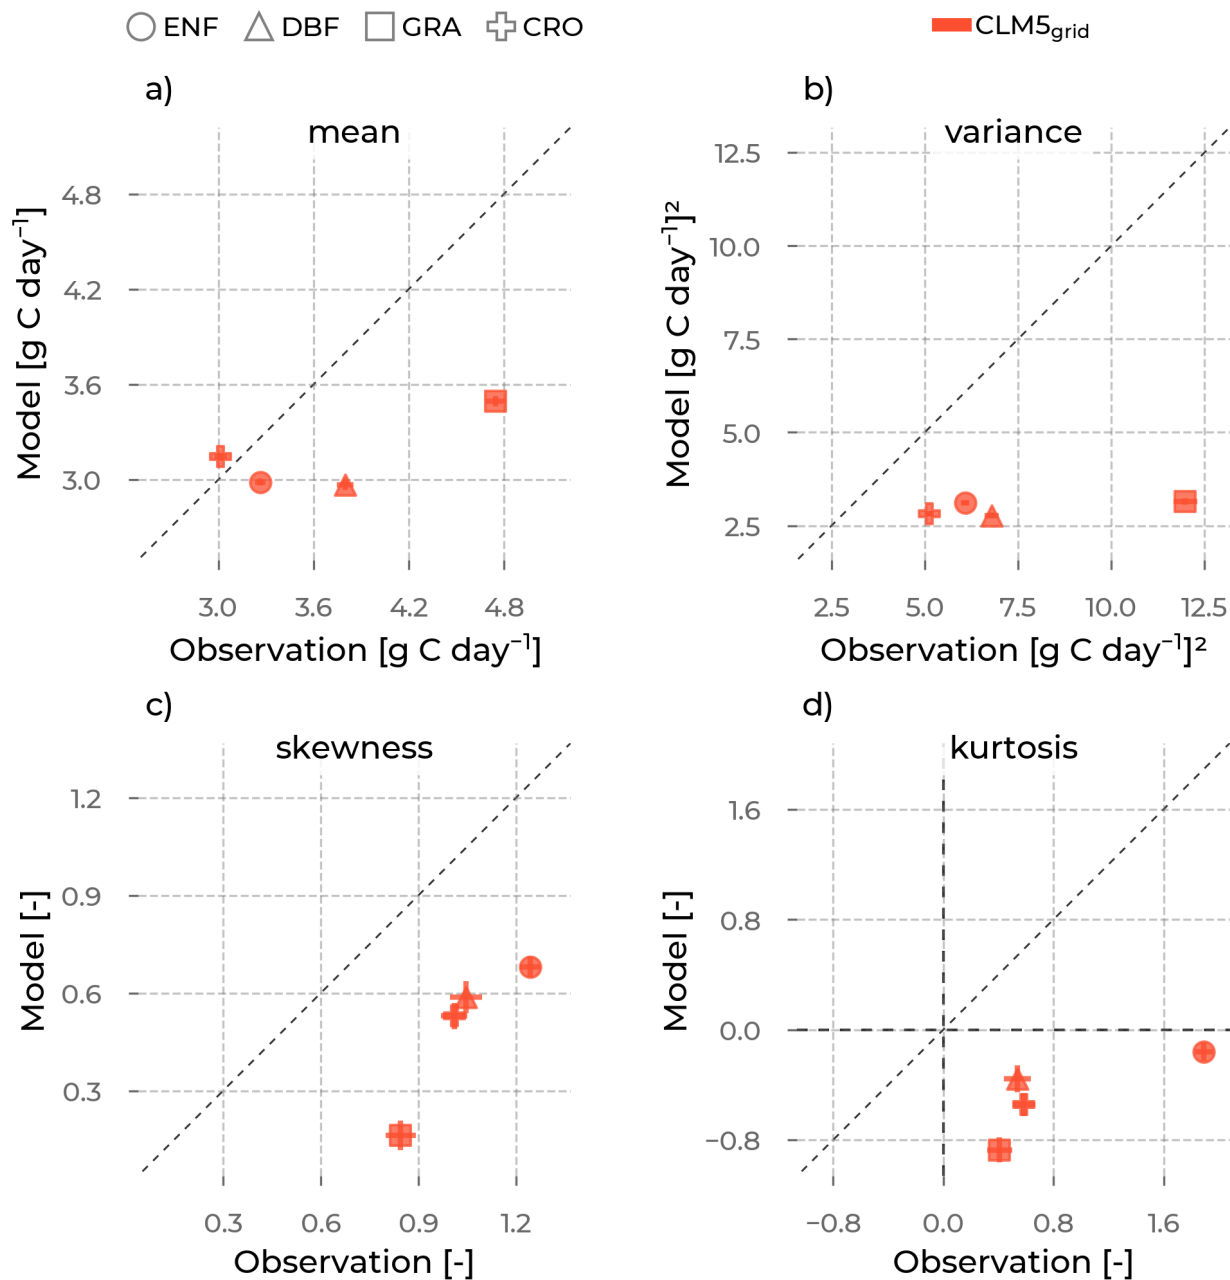 ENF DBF GRA CRO CLM5grid
a)
mean
4.8
4.2
3.6
3.0
Model [g C day⁻¹]
3.0 3.6 4.2 4.8
Observation [g C day⁻¹]
b)
variance
12.5
10.0
7.5
5.0
2.5
Model [g C day⁻¹]²
2.5 5.0 7.5 10.0 12.5
Observation [g C day⁻¹]²
c)
skewness
1.2
0.9
0.6
0.3
Model [-]
0.3 0.6 0.9 1.2
Observation [-]
d)
kurtosis
1.6
0.8
0.0
−0.8
Model [-]
−0.8 0.0 0.8 1.6
Observation [-]